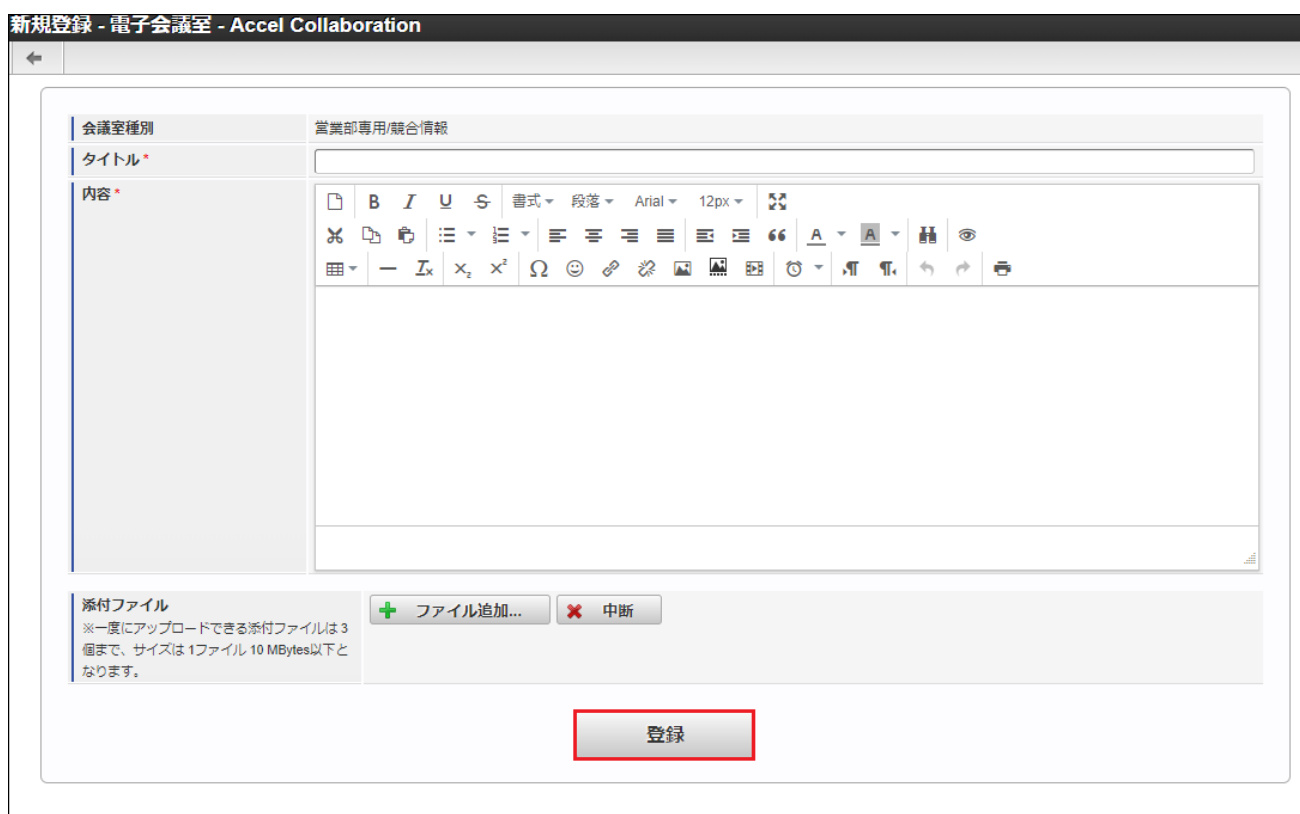 新規登録 - 電子会議室 - Accel Collaboration
会議室種別 営業部専用/競合情報
タイトル *
内容 *
B I U S 書式 段落 Arial 12px
A A
Ix x₂ x² Ω
添付ファイル
※一度にアップロードできる添付ファイルは 3
個まで、サイズは 1ファイル 10 MBytes以下と
なります。
ファイル追加... 中断
登録